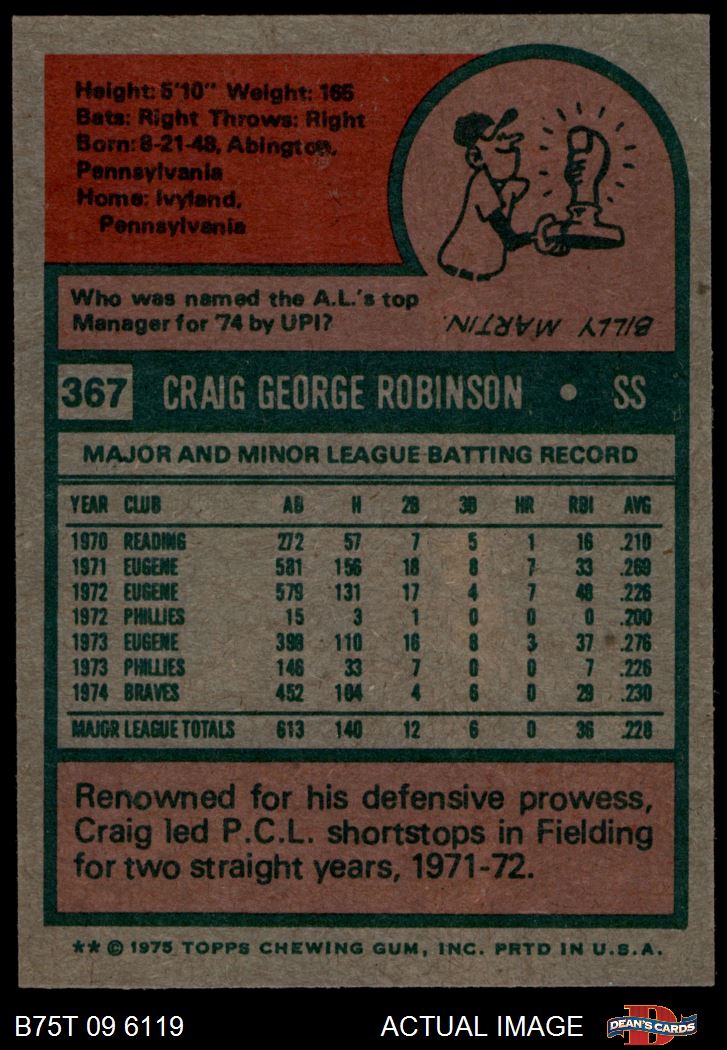 Height: 5'10" Weight: 165
Bats: Right Throws: Right
Born: 8-21-48, Abington,
Pennsylvania
Home: Ivyland,
Pennsylvania
Who was named the A.L.'s top
Manager for '74 by UPI?
BILLY MARTIN.
367 CRAIG GEORGE ROBINSON • SS
MAJOR AND MINOR LEAGUE BATTING RECORD
YEAR CLUB AB H 2B 3B HR RBI AVG
1970 READING 272 57 7 5 1 16 .210
1971 EUGENE 581 156 18 8 7 33 .269
1972 EUGENE 579 131 17 4 7 48 .226
1972 PHILLIES 15 3 1 0 0 0 .200
1973 EUGENE 398 110 16 8 3 37 .276
1973 PHILLIES 146 33 7 0 0 7 .226
1974 BRAVES 452 104 4 6 0 29 .230
MAJOR LEAGUE TOTALS 613 140 12 6 0 36 .228
Renowned for his defensive prowess,
Craig led P.C.L. shortstops in Fielding
for two straight years, 1971-72.
** © 1975 TOPPS CHEWING GUM, INC. PRTD IN U.S.A.
B75T 09 6119 ACTUAL IMAGE DEAN'S CARDS